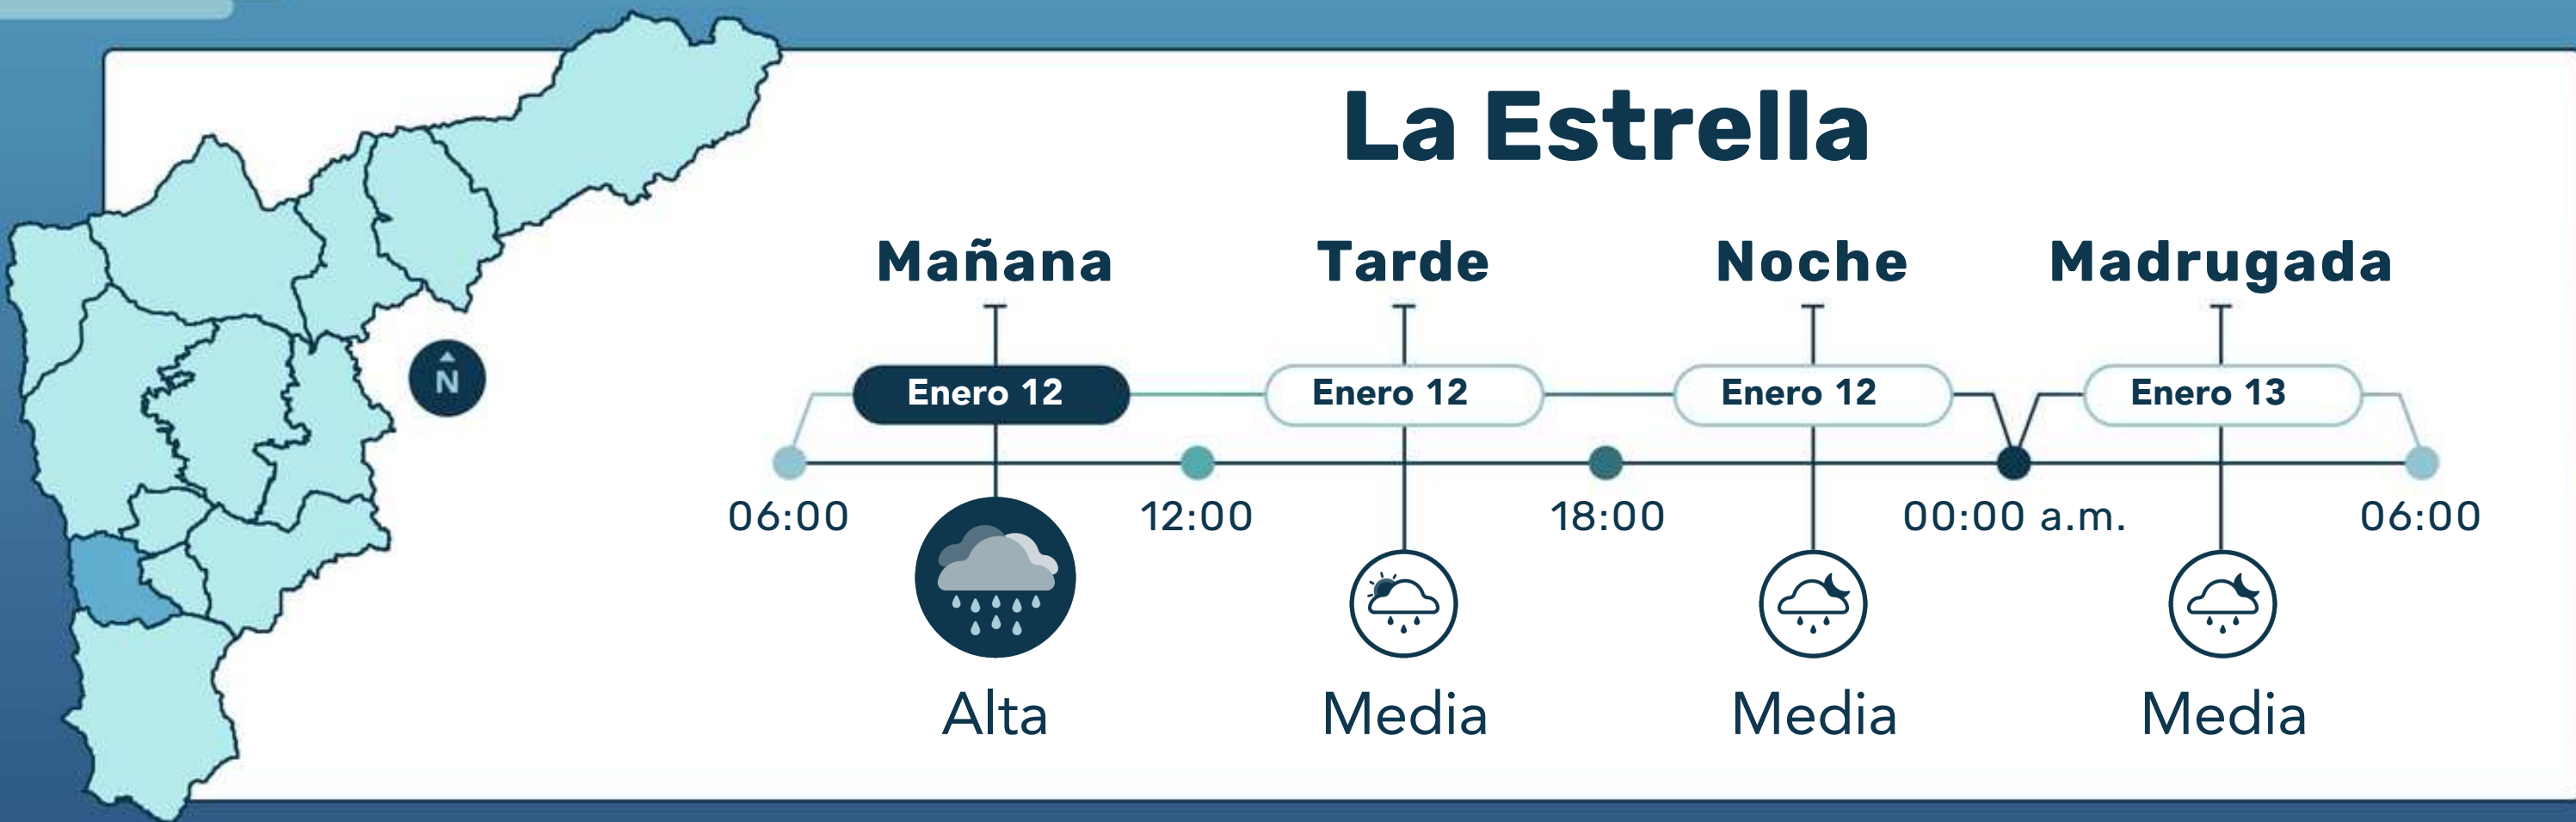 La Estrella
Mañana Tarde Noche Madrugada
Enero 12 Enero 12 Enero 12 Enero 13
N
06:00 12:00 18:00 00:00 a.m. 06:00
Alta Media Media Media